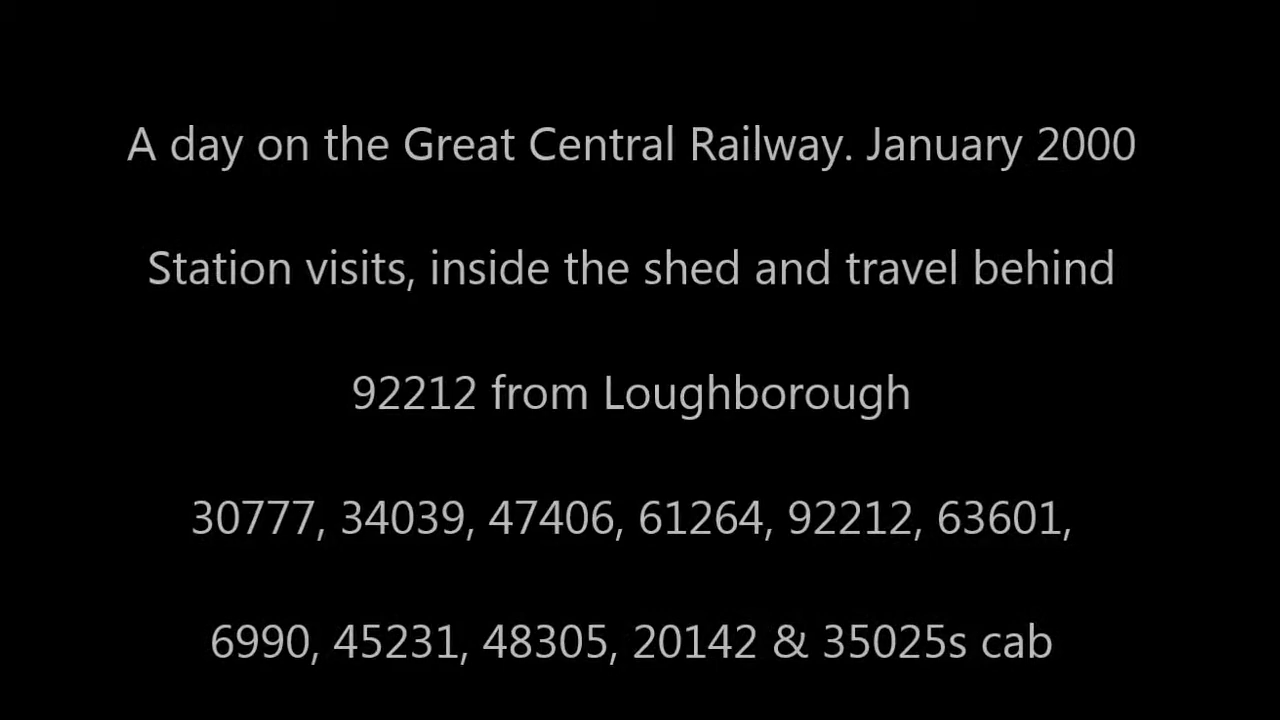 A day on the Great Central Railway. January 2000
Station visits, inside the shed and travel behind
92212 from Loughborough
30777, 34039, 47406, 61264, 92212, 63601,
6990, 45231, 48305, 20142 & 35025s cab